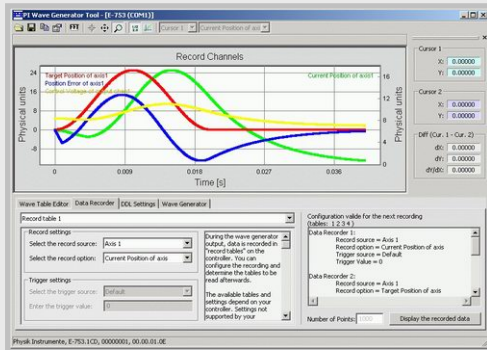 PI Wave Generator Tool - [E-753 (COM1)]
FFT
Cursor 1
Current Position of axi
Record Channels
Target Position of axis1
Current Position of axis1
Position Error of axis1
Control Voltage of output chan1
Physical units
24
16
8
0
-8
Physical units
16
12
8
4
0
0
0.009
0.018
0.027
0.036
Time [s]
Cursor 1
X: 0.00000
Y: 0.00000
Cursor 2
X: 0.00000
Y: 0.00000
Diff (Cur. 1 - Cur. 2)
dX: 0.00000
dY: 0.00000
dY/dX: 0.00000
Wave Table Editor
Data Recorder
DDL Settings
Wave Generator
Record table 1
Record settings
Select the record source: Axis 1
Select the record option: Current Position of axis
Trigger settings
Select the trigger source: Default
Enter the trigger value: 0
During the wave generator
output, data is recorded in
"record tables" on the
controller. You can
configure the recording and
determine the tables to be
read afterwards.
The available tables and
settings depend on your
controller. Settings not
supported by your
Configuration valide for the next recording
(tables: 1 2 3 4 )
Data Recorder 1:
Record source = Axis 1
Record option = Current Position of axis
Trigger source = Default
Trigger Value = 0
Data Recorder 2:
Record source = Axis 1
Record option = Target Position of axis
Number of Points: 1000
Display the recorded data
Physik Instrumente, E-753.1CD, 00000001, 00.00.01.0E